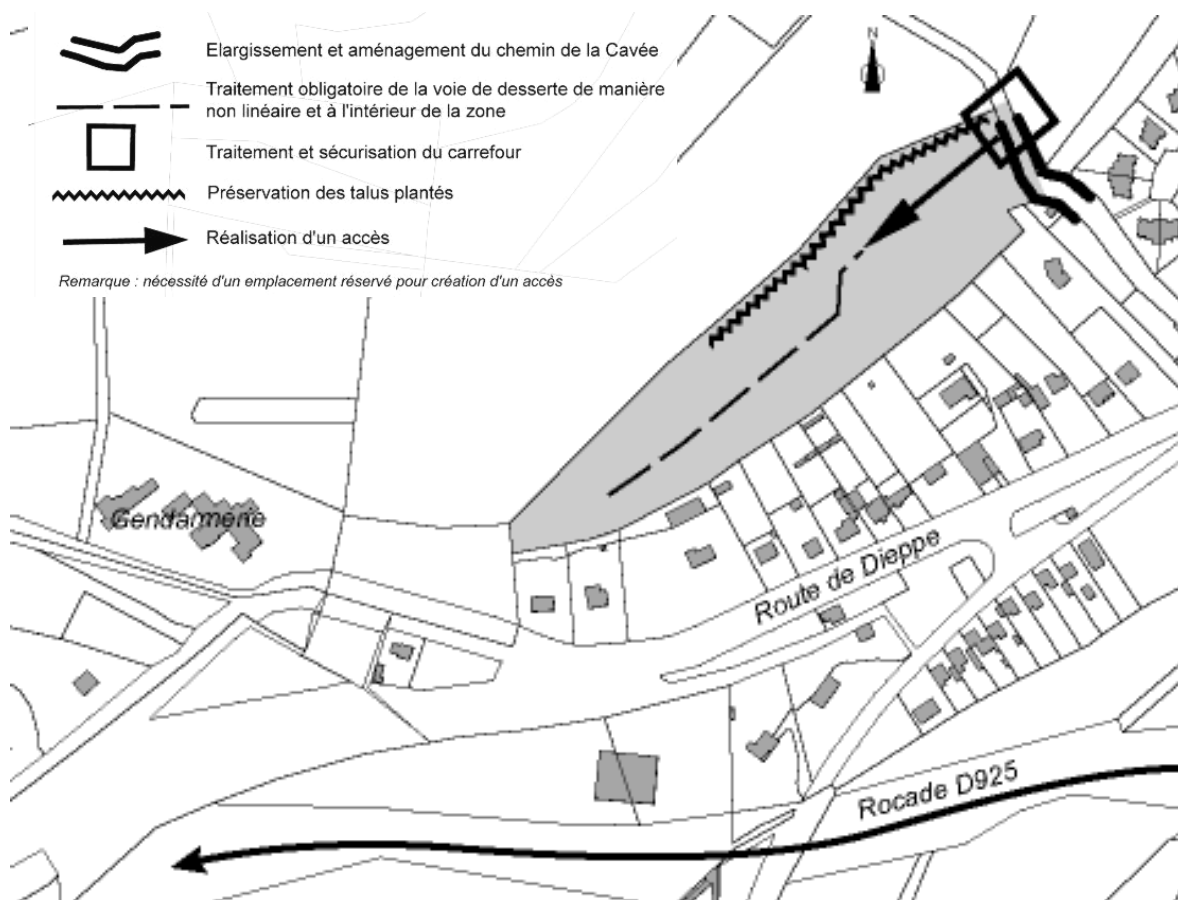 Elargissement et aménagement du chemin de la Cavée
Traitement obligatoire de la voie de desserte de manière
non linéaire et à l'intérieur de la zone
Traitement et sécurisation du carrefour
Préservation des talus plantés
Réalisation d'un accès
Remarque : nécessité d'un emplacement réservé pour création d'un accès
N
Gendarmerie
Route de Dieppe
Rocade D925